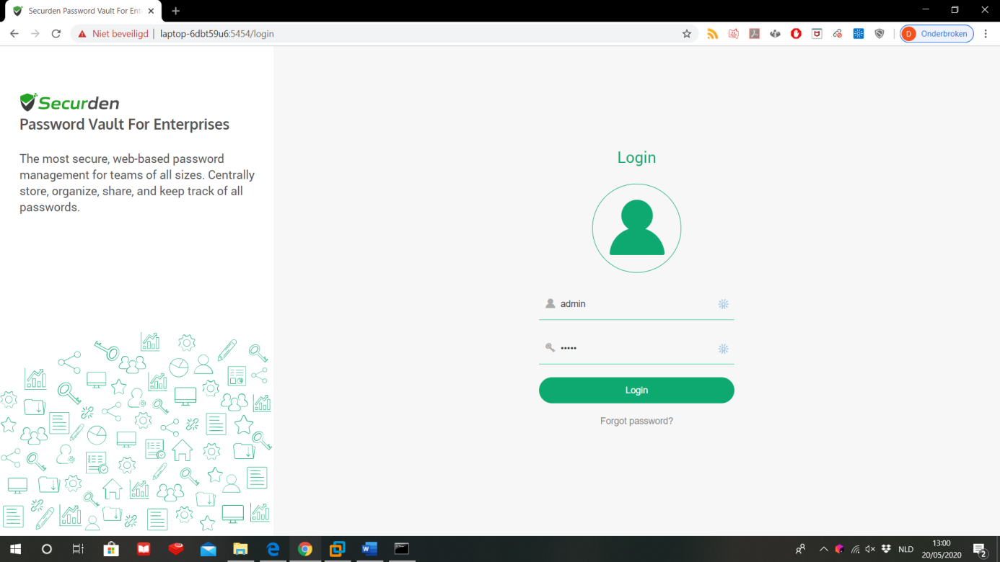 Securden Password Vault For Ent
Niet beveiligd | laptop-6dbt59u6:5454/login
D Onderbroken
Securden
Password Vault For Enterprises
The most secure, web-based password
management for teams of all sizes. Centrally
store, organize, share, and keep track of all
passwords.
Login
admin
•••••
Login
Forgot password?
NLD
13:00
20/05/2020
2